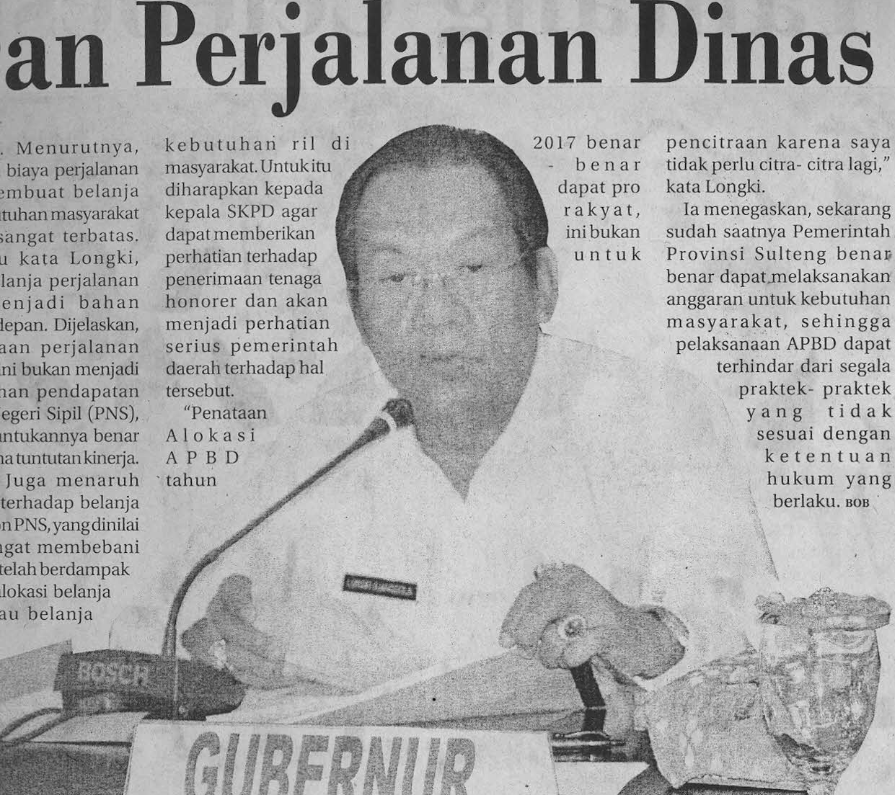 an Perjalanan Dinas
. Menurutnya,
biaya perjalanan
embuat belanja
tuhan masyarakat
sangat terbatas.
u kata Longki,
lanja perjalanan
enjadi bahan
depan. Dijelaskan,
aan perjalanan
ini bukan menjadi
han pendapatan
egeri Sipil (PNS),
ntukannya benar
na tuntutan kinerja.
Juga menaruh
terhadap belanja
n PNS, yang dinilai
ngat membebani
telah berdampak
alokasi belanja
au belanja
kebutuhan ril di
masyarakat. Untuk itu
diharapkan kepada
kepala SKPD agar
dapat memberikan
perhatian terhadap
penerimaan tenaga
honorer dan akan
menjadi perhatian
serius pemerintah
daerah terhadap hal
tersebut.
“Penataan
Alokasi
APBD
tahun
2017 benar
- benar
dapat pro
rakyat,
ini bukan
untuk
pencitraan karena saya
tidak perlu citra- citra lagi,”
kata Longki.
Ia menegaskan, sekarang
sudah saatnya Pemerintah
Provinsi Sulteng benar
benar dapat melaksanakan
anggaran untuk kebutuhan
masyarakat, sehingga
pelaksanaan APBD dapat
terhindar dari segala
praktek- praktek
yang tidak
sesuai dengan
ketentuan
hukum yang
berlaku. BOB
BOSCH
GUBERNUR